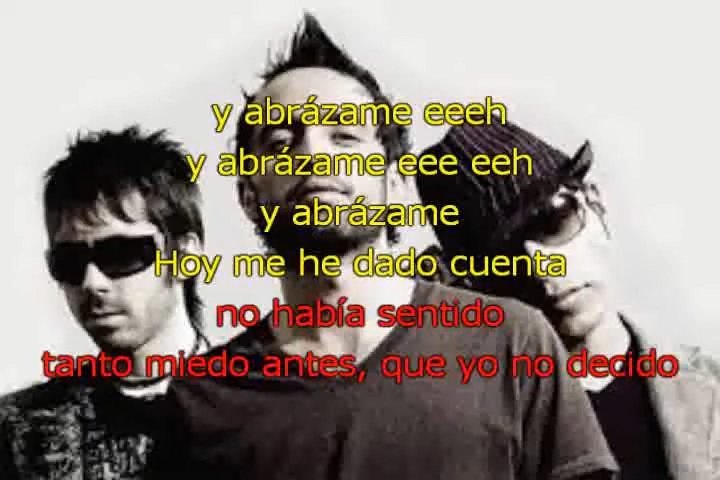 y abrázame eeeh
y abrázame eee eeh
y abrázame
Hoy me he dado cuenta
no había sentido
tanto miedo antes, que yo no decido